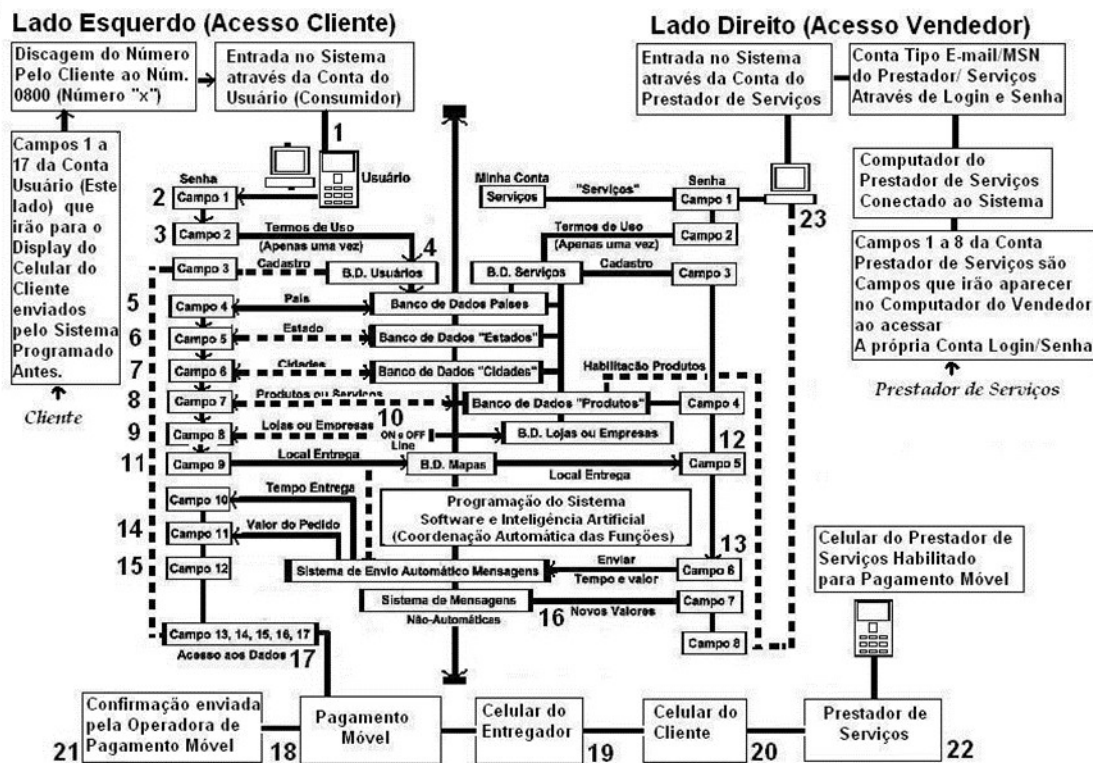 Lado Esquerdo (Acesso Cliente)
Lado Direito (Acesso Vendedor)
Discagem do Número
Pelo Cliente ao Núm.
0800 (Número "x")
Entrada no Sistema
através da Conta do
Usuário (Consumidor)
Entrada no Sistema
através da Conta do
Prestador de Serviços
Conta Tipo E-mail/MSN
do Prestador/ Serviços
Através de Login e Senha
Campos 1 a
17 da Conta
Usuário (Este
lado) que
irão para o
Display do
Celular do
Cliente
enviados
pelo Sistema
Programado
Antes.
Cliente
1
Usuário
Senha
2
Campo 1
3
Campo 2
Termos de Uso
(Apenas uma vez)
4
Campo 3
Cadastro
B.D. Usuários
5
Campo 4
País
Banco de Dados Países
6
Campo 5
Estado
Banco de Dados "Estados"
7
Campo 6
Cidades
Banco de Dados "Cidades"
8
Campo 7
Produtos ou Serviços
Banco de Dados "Produtos"
9
Campo 8
Lojas ou Empresas
10
ON e OFF
Line
B.D. Lojas ou Empresas
11
Campo 9
Local Entrega
B.D. Mapas
Local Entrega
Campo 10
Tempo Entrega
14
Campo 11
Valor do Pedido
15
Campo 12
Programação do Sistema
Software e Inteligência Artificial
(Coordenação Automática das Funções)
Sistema de Envio Automático Mensagens
Sistema de Mensagens
Não-Automáticas
16
Campo 13, 14, 15, 16, 17
Acesso aos Dados
17
Minha Conta
Serviços
"Serviços"
Senha
Campo 1
23
Termos de Uso
(Apenas uma vez)
Campo 2
B.D. Serviços
Cadastro
Campo 3
Habilitação Produtos
Campo 4
12
Campo 5
13
Enviar
Tempo e valor
Campo 6
Novos Valores
Campo 7
Campo 8
Computador do
Prestador de Serviços
Conectado ao Sistema
Campos 1 a 8 da Conta
Prestador de Serviços são
Campos que irão aparecer
no Computador do Vendedor
ao acessar
A própria Conta Login/Senha
Prestador de Serviços
Celular do Prestador de
Serviços Habilitado
para Pagamento Móvel
Confirmação enviada
pela Operadora de
Pagamento Móvel
21
Pagamento
Móvel
18
Celular do
Entregador
19
Celular do
Cliente
20
Prestador de
Serviços
22